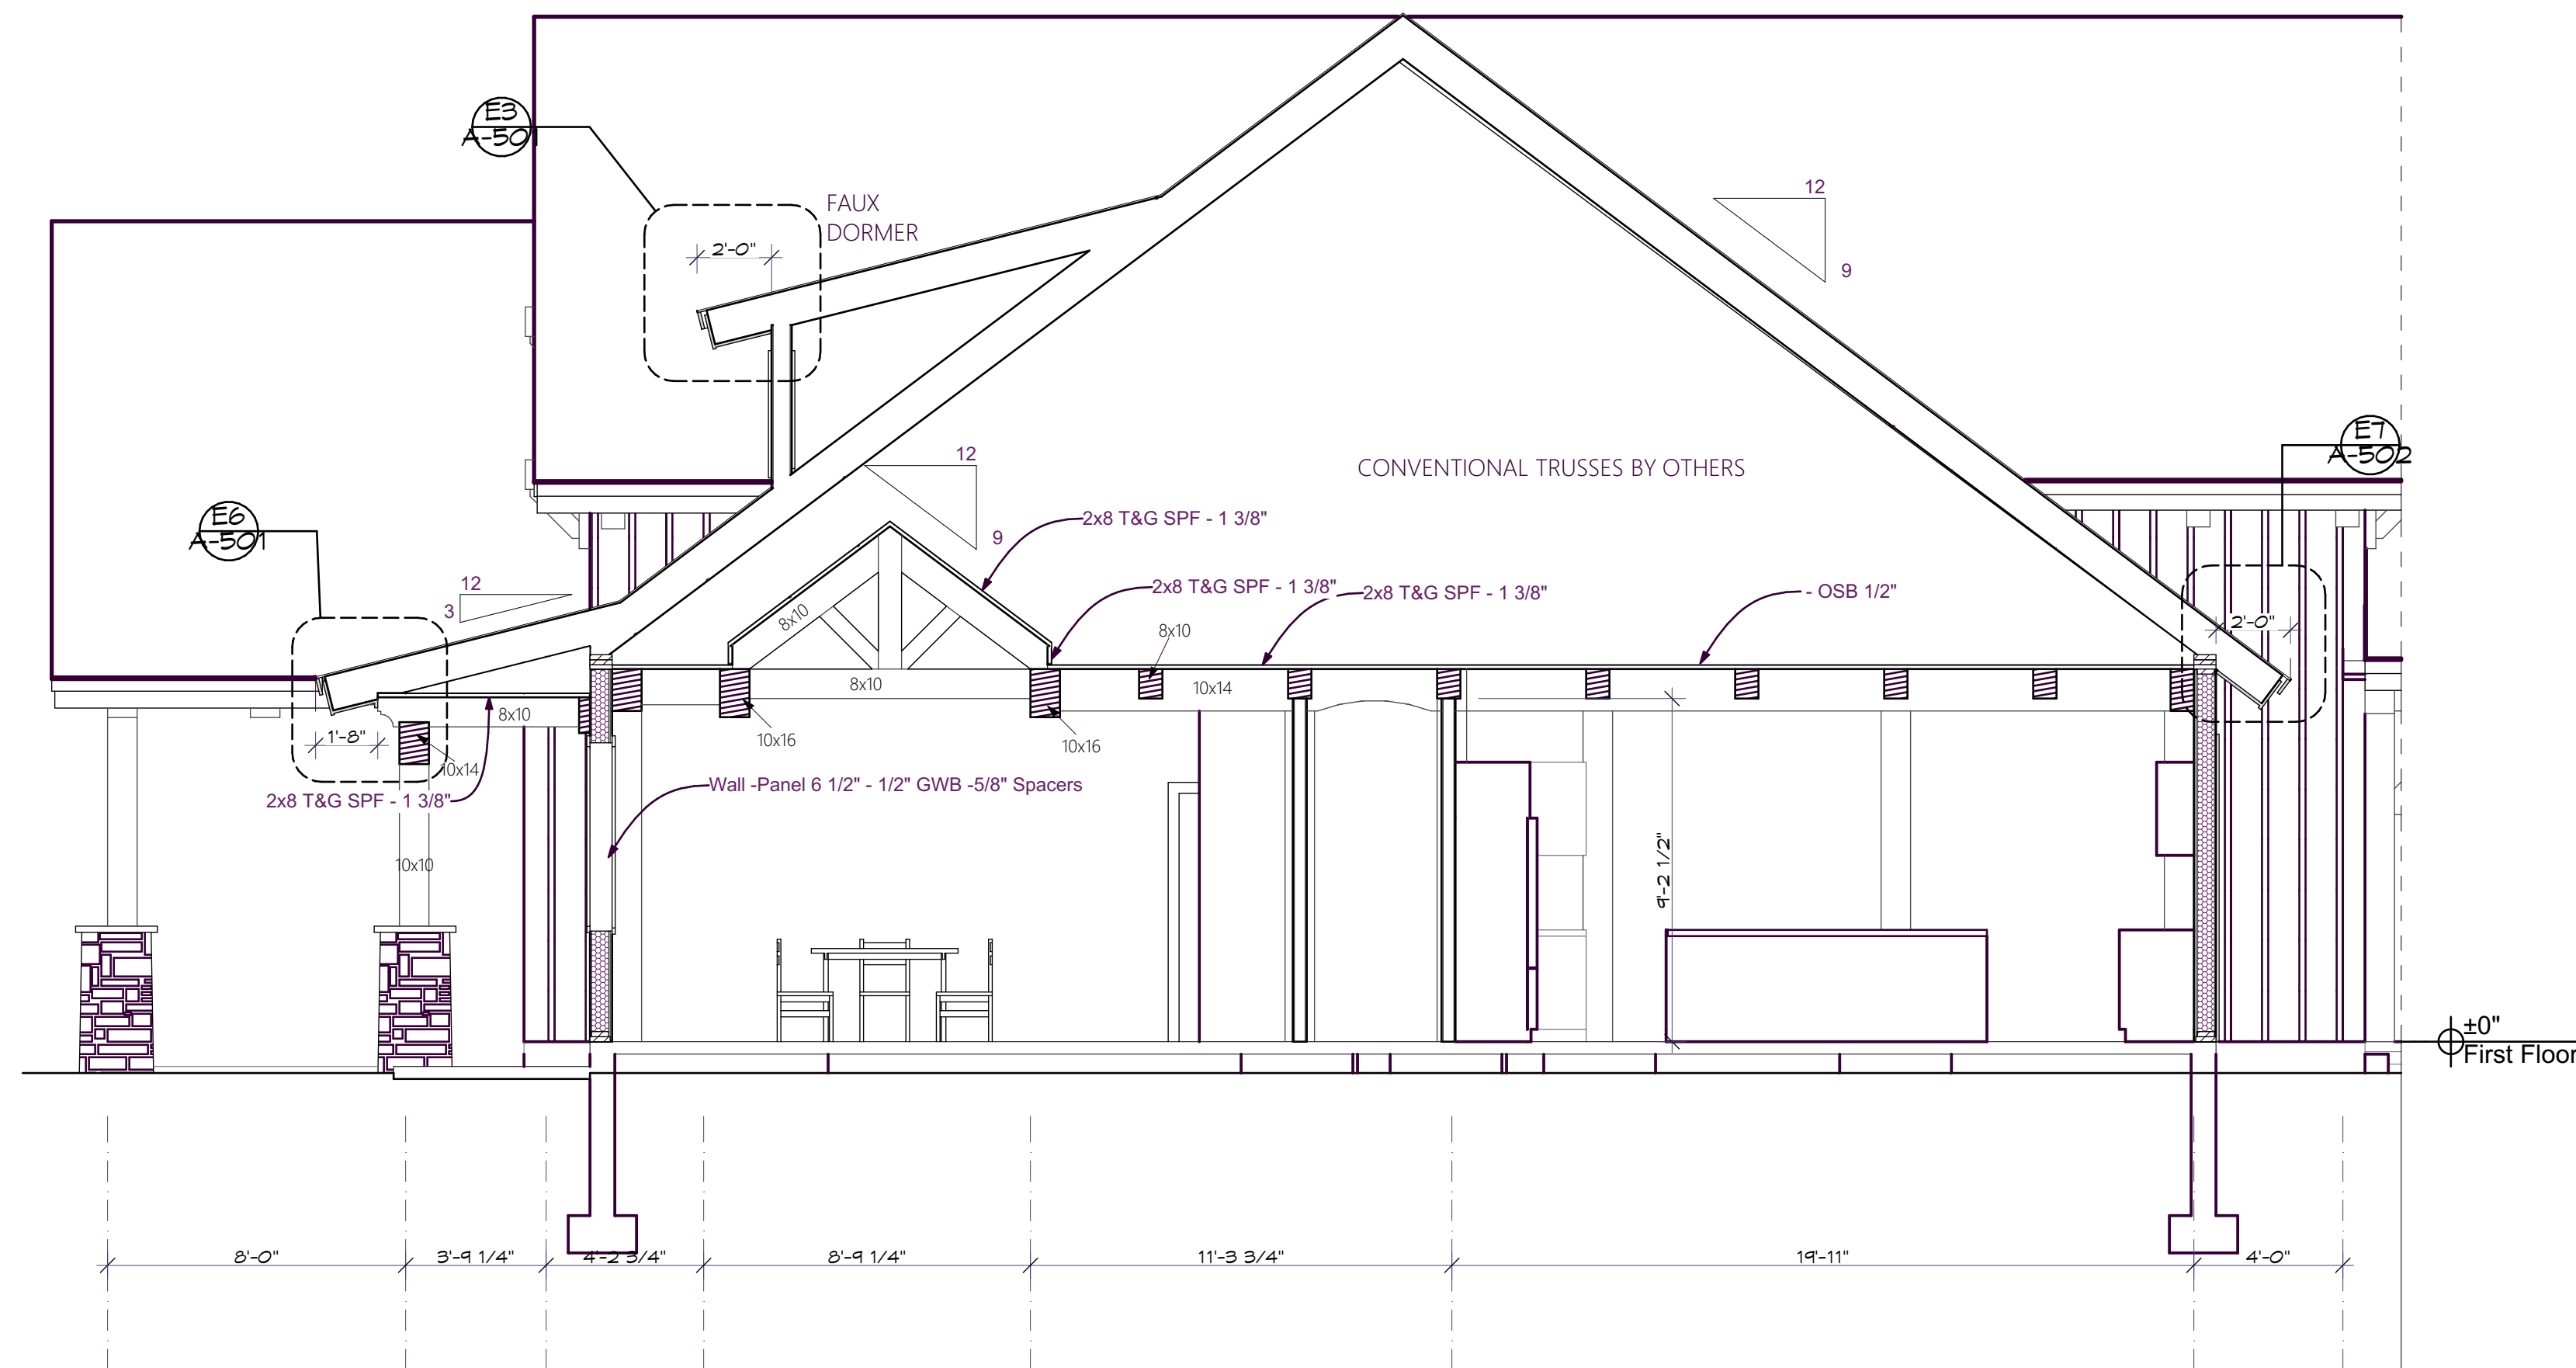 E3
A-501
FAUX
DORMER
2'-0"
12
9
E7
A-502
12
9
CONVENTIONAL TRUSSES BY OTHERS
E6
A-501
2x8 T&G SPF - 1 3/8"
12
3
2x8 T&G SPF - 1 3/8"
2x8 T&G SPF - 1 3/8"
- OSB 1/2"
8x10
8x10
2'-0"
8x10
10x14
8x10
1'-8"
10x14
10x16
10x16
2x8 T&G SPF - 1 3/8"
Wall -Panel 6 1/2" - 1/2" GWB -5/8" Spacers
10x10
9'-2 1/2"
±0"
First Floor
8'-0"
3'-9 1/4"
4'-2 3/4"
8'-9 1/4"
11'-3 3/4"
19'-11"
4'-0"